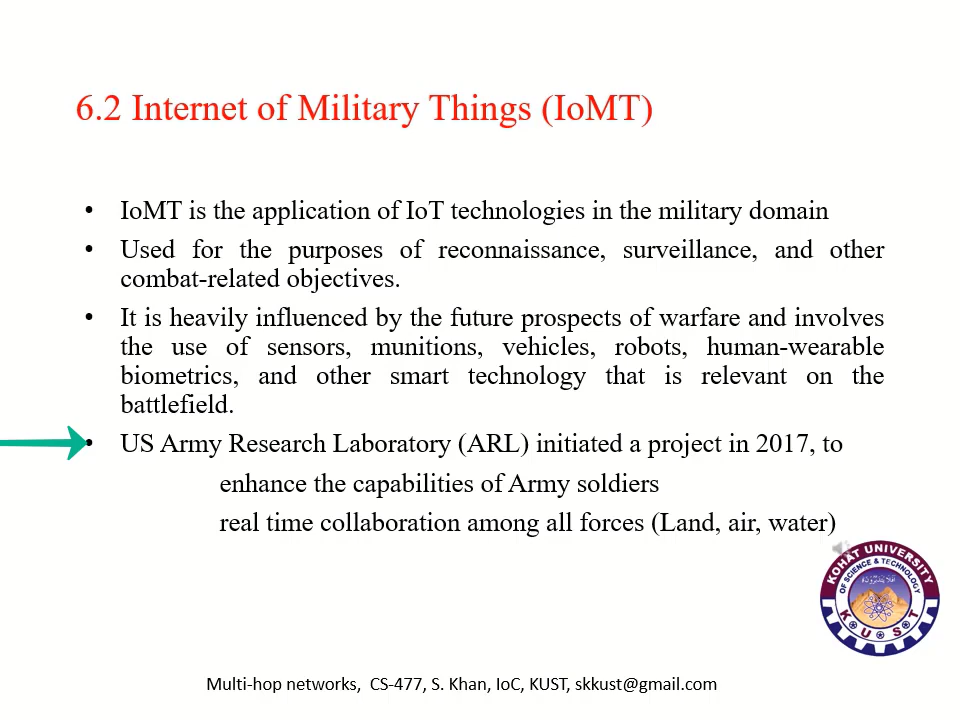 6.2 Internet of Military Things (IoMT)
• IoMT is the application of IoT technologies in the military domain
• Used for the purposes of reconnaissance, surveillance, and other
combat-related objectives.
• It is heavily influenced by the future prospects of warfare and involves
the use of sensors, munitions, vehicles, robots, human-wearable
biometrics, and other smart technology that is relevant on the
battlefield.
• US Army Research Laboratory (ARL) initiated a project in 2017, to
enhance the capabilities of Army soldiers
real time collaboration among all forces (Land, air, water)
KOHAT UNIVERSITY
OF SCIENCE & TECHNOLOGY
K U S T
Multi-hop networks, CS-477, S. Khan, IoC, KUST, skkust@gmail.com